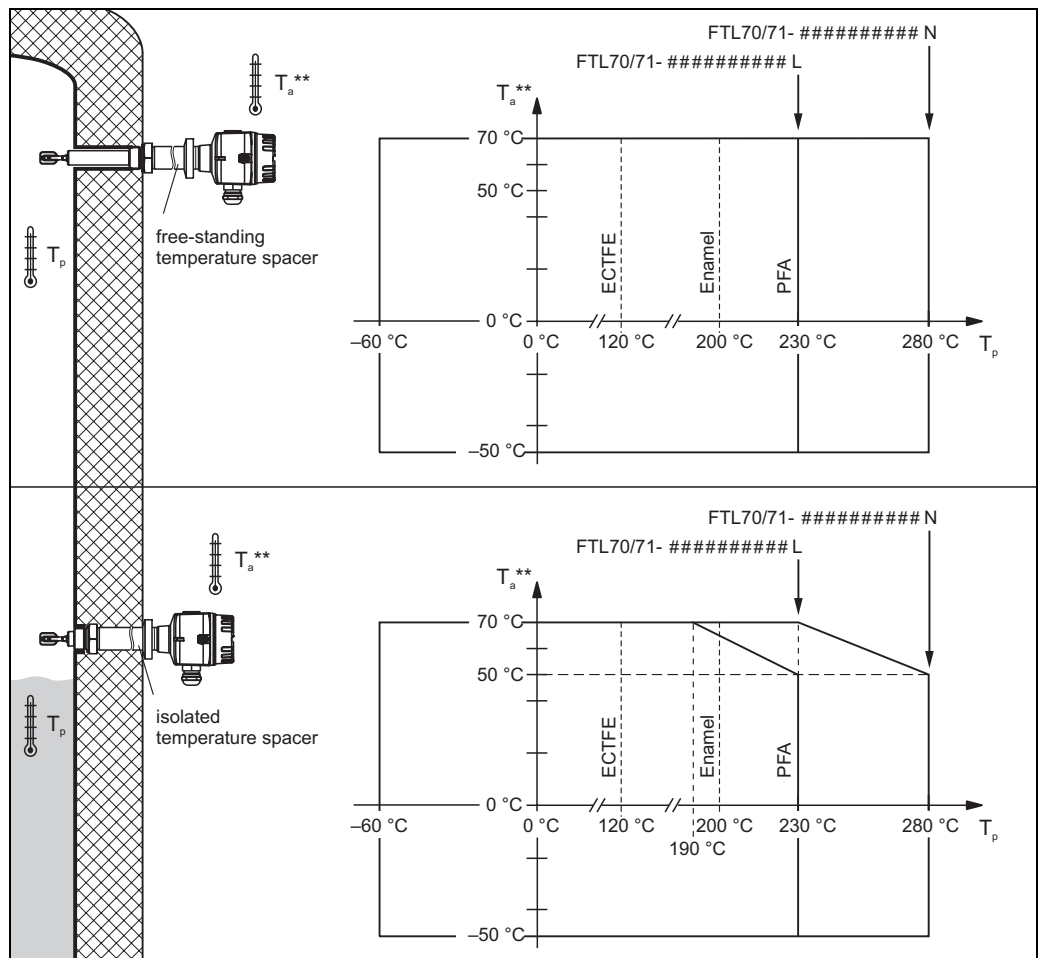 FTL70/71- ########## N
FTL70/71- ########## L
Tₐ**
Tₐ**
70 °C
50 °C
free-standing
temperature spacer
Tₚ
ECTFE
Enamel
PFA
0 °C
–60 °C
0 °C
120 °C
200 °C
230 °C
280 °C
Tₚ
–50 °C
FTL70/71- ########## N
FTL70/71- ########## L
Tₐ**
Tₐ**
70 °C
50 °C
Tₚ
isolated
temperature spacer
ECTFE
Enamel
PFA
0 °C
–60 °C
0 °C
120 °C
200 °C
230 °C
280 °C
Tₚ
190 °C
–50 °C